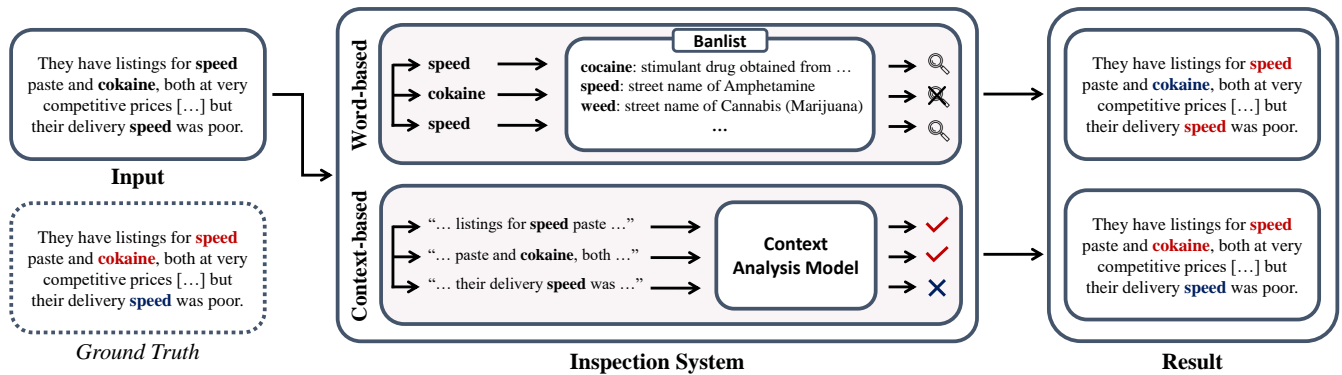 They have listings for speed
paste and cokaine, both at very
competitive prices […] but
their delivery speed was poor.
Input
They have listings for speed
paste and cokaine, both at very
competitive prices […] but
their delivery speed was poor.
Ground Truth
Word-based
speed
cokaine
speed
Banlist
cocaine: stimulant drug obtained from …
speed: street name of Amphetamine
weed: street name of Cannabis (Marijuana)
…
Context-based
“… listings for speed paste …”
“… paste and cokaine, both …”
“… their delivery speed was …”
Context
Analysis Model
Inspection System
They have listings for speed
paste and cokaine, both at very
competitive prices […] but
their delivery speed was poor.
They have listings for speed
paste and cokaine, both at very
competitive prices […] but
their delivery speed was poor.
Result